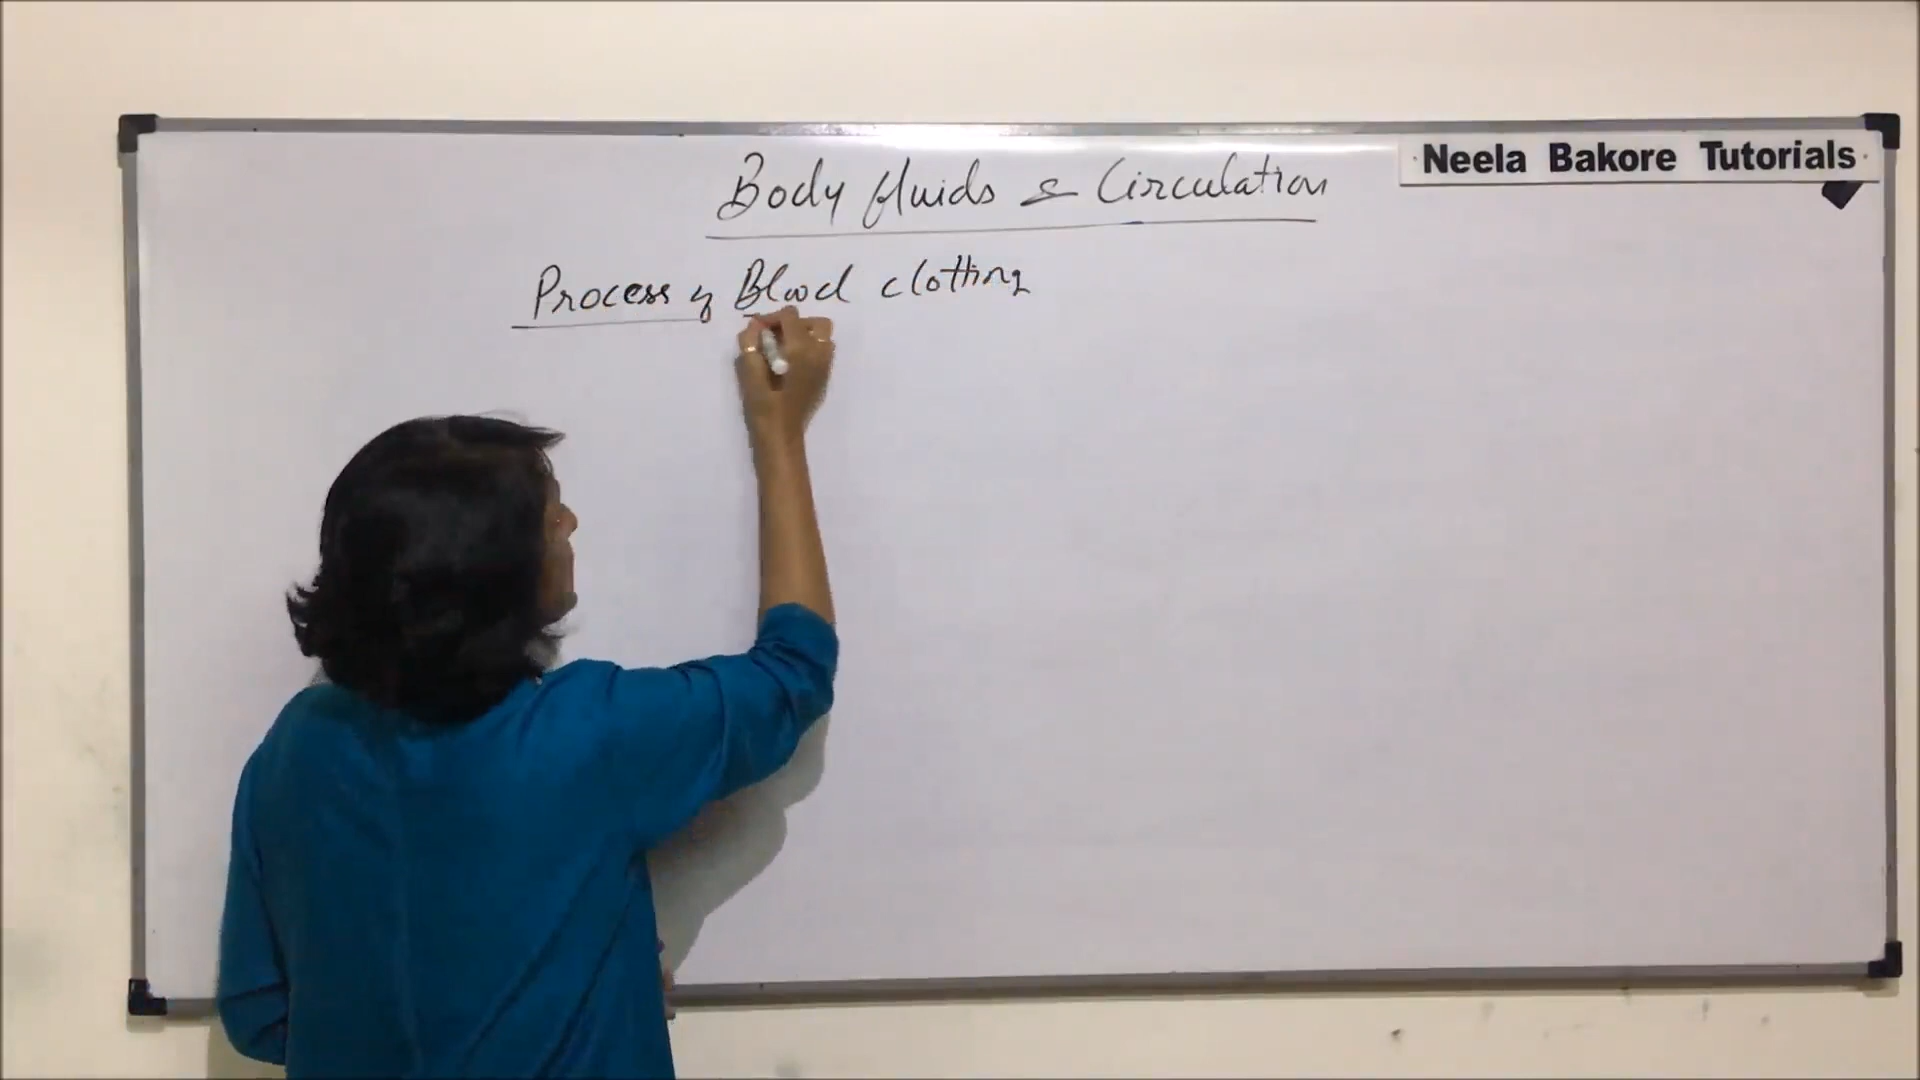 Neela Bakore Tutorials
Body fluids & Circulation
Process of Blood clotting